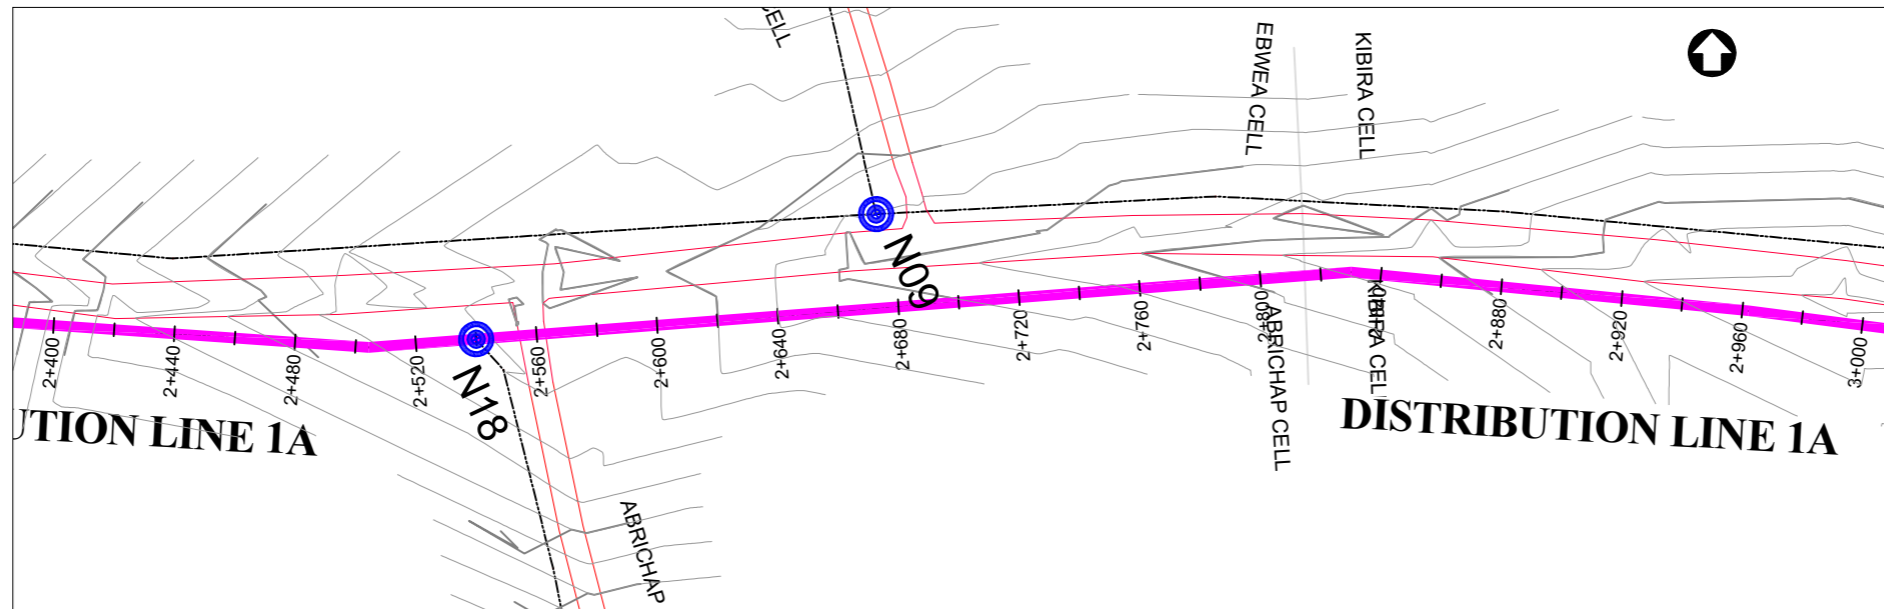 CELL
EBWEA CELL
KIBIRA CELL
N09
N18
2+400
2+440
2+480
2+520
2+560
2+600
2+640
2+680
2+720
2+760
2+800
2+840
2+880
2+920
2+960
3+000
ABRICHAP CELL
KIBIRA CELL
UTION LINE 1A
DISTRIBUTION LINE 1A
ABRICHAP